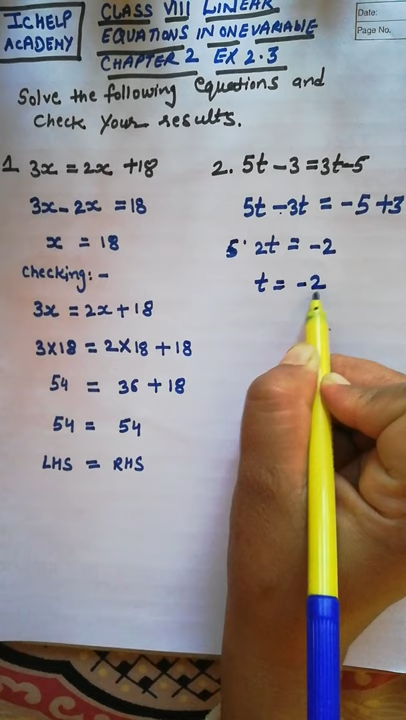 ICHELP
ACADEMY
CLASS VIII LINEAR
EQUATIONS IN ONE VARIABLE
CHAPTER 2 EX 2.3
Date:
Page No.
Solve the following equations and
Check Your results.
1 3x = 2x +18
3x - 2x = 18
x = 18
Checking:-
3x = 2x + 18
3x18 = 2x18 + 18
54 = 36 + 18
54 = 54
LHS = RHS
2. 5t - 3 = 3t - 5
5t - 3t = -5 + 3
2t = -2
t = -2